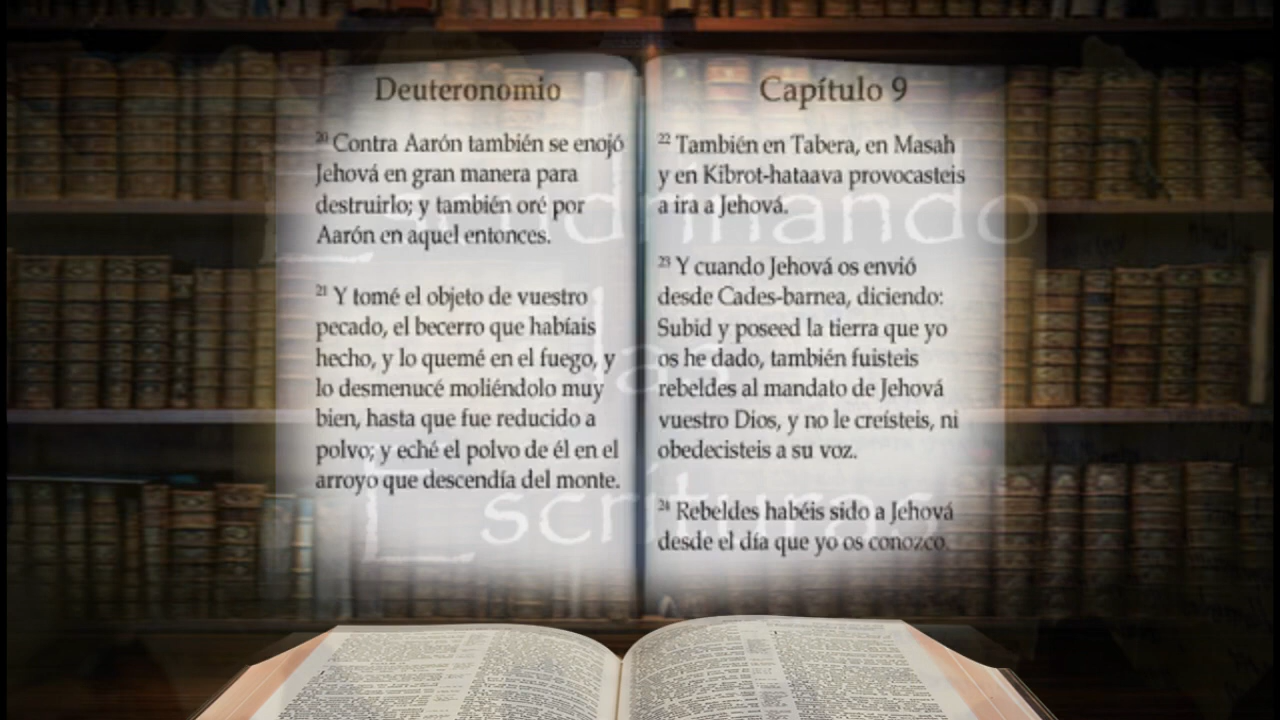 Deuteronomio
20 Contra Aarón también se enojó
Jehová en gran manera para
destruirlo; y también oré por
Aarón en aquel entonces.
21 Y tomé el objeto de vuestro
pecado, el becerro que habíais
hecho, y lo quemé en el fuego, y
lo desmenucé moliéndolo muy
bien, hasta que fue reducido a
polvo; y eché el polvo de él en el
arroyo que descendía del monte.
Capítulo 9
22 También en Tabera, en Masah
y en Kibrot-hataava provocasteis
a ira a Jehová.
23 Y cuando Jehová os envió
desde Cades-barnea, diciendo:
Subid y poseed la tierra que yo
os he dado, también fuisteis
rebeldes al mandato de Jehová
vuestro Dios, y no le creísteis, ni
obedecisteis a su voz.
24 Rebeldes habéis sido a Jehová
desde el día que yo os conozco.
Escudriñando
las
Escrituras